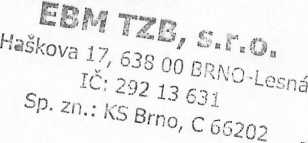 EBM TZB, s.r.o.
Haškova 17, 638 00 BRNO-Lesná
IČ: 292 13 631
Sp. zn.: KS Brno, C 66202